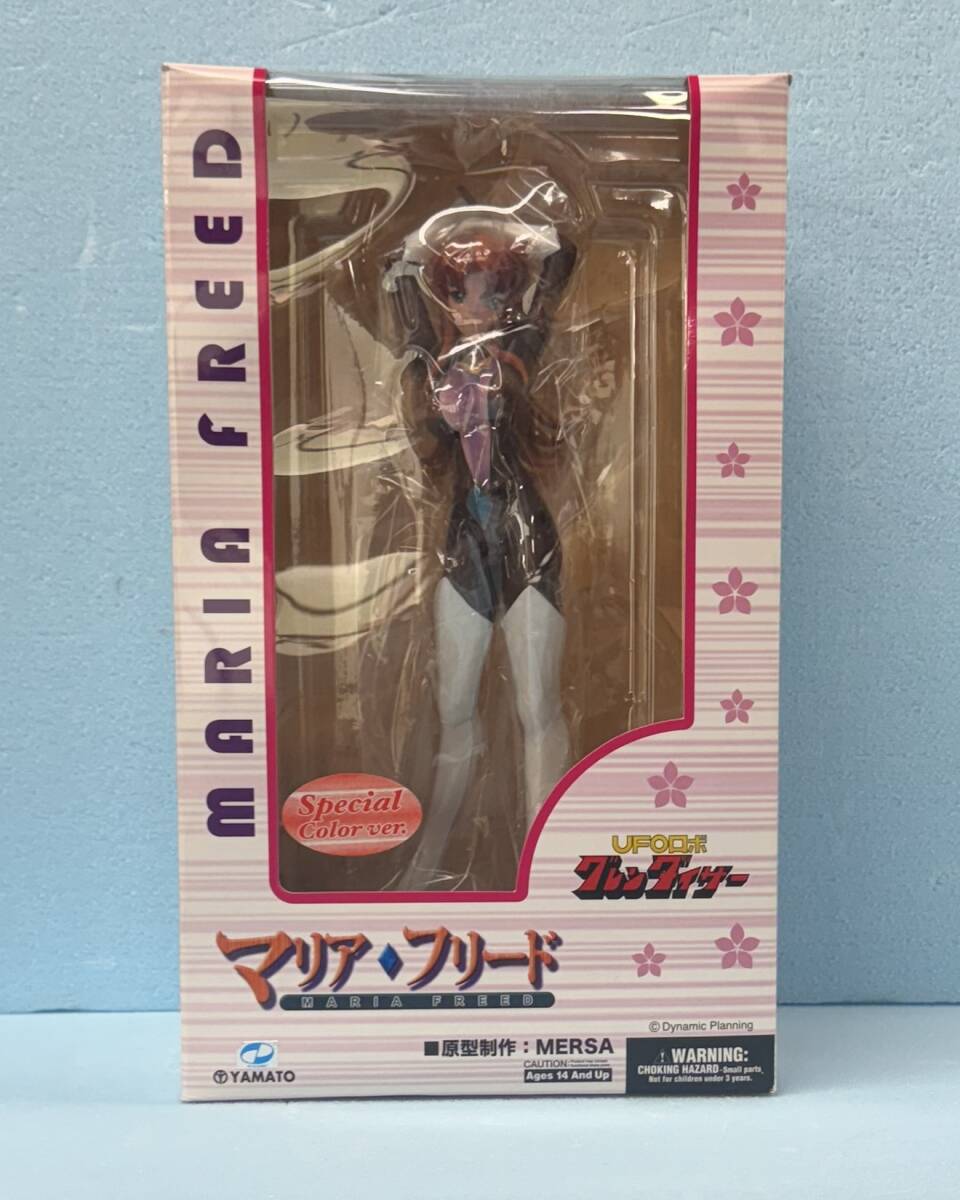 MARIA FREED
Special
Color ver.
UFOロボ
グレンダイザー
マリア◆フリード
MARIA FREED
© Dynamic Planning
■原型制作：MERSA
YAMATO
CAUTION
Ages 14 And Up
WARNING:
CHOKING HAZARD-Small parts.
Not for children under 3 years.